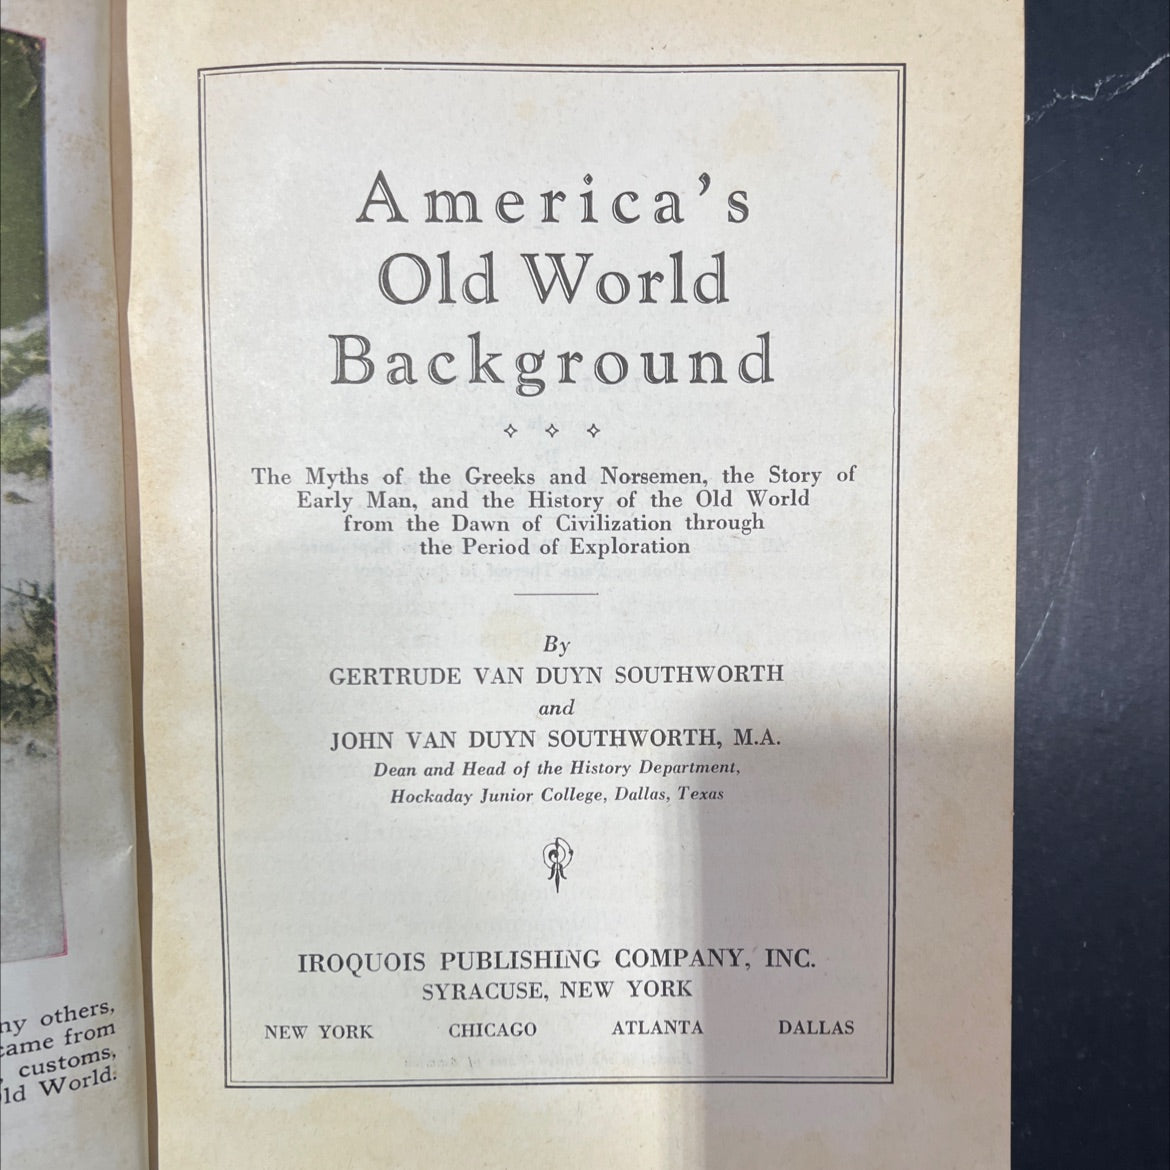 America's
Old World
Background
The Myths of the Greeks and Norsemen, the Story of
Early Man, and the History of the Old World
from the Dawn of Civilization through
the Period of Exploration
By
GERTRUDE VAN DUYN SOUTHWORTH
and
JOHN VAN DUYN SOUTHWORTH, M.A.
Dean and Head of the History Department,
Hockaday Junior College, Dallas, Texas
IROQUOIS PUBLISHING COMPANY, INC.
SYRACUSE, NEW YORK
NEW YORK CHICAGO ATLANTA DALLAS
others,
came from
customs,
World.